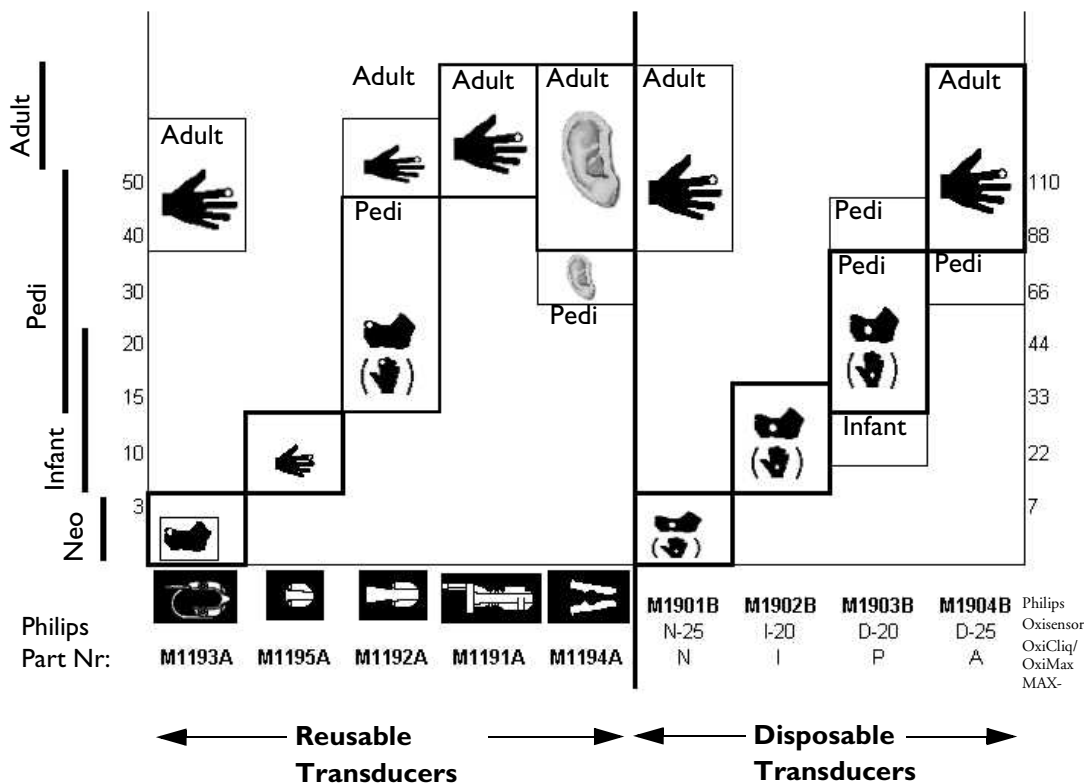 Adult
Pedi
Infant
Neo
50
40
30
20
15
10
3
Adult
Adult
Pedi
Adult
Adult
Pedi
Adult
Pedi
Pedi
Infant
Adult
Pedi
110
88
66
44
33
22
7
Philips
Part Nr:
M1193A M1195A M1192A M1191A M1194A
M1901B M1902B M1903B M1904B Philips
N-25 I-20 D-20 D-25 Oxisensor
N I P A OxiCliq/
OxiMax
MAX-
Reusable
Transducers
Disposable
Transducers